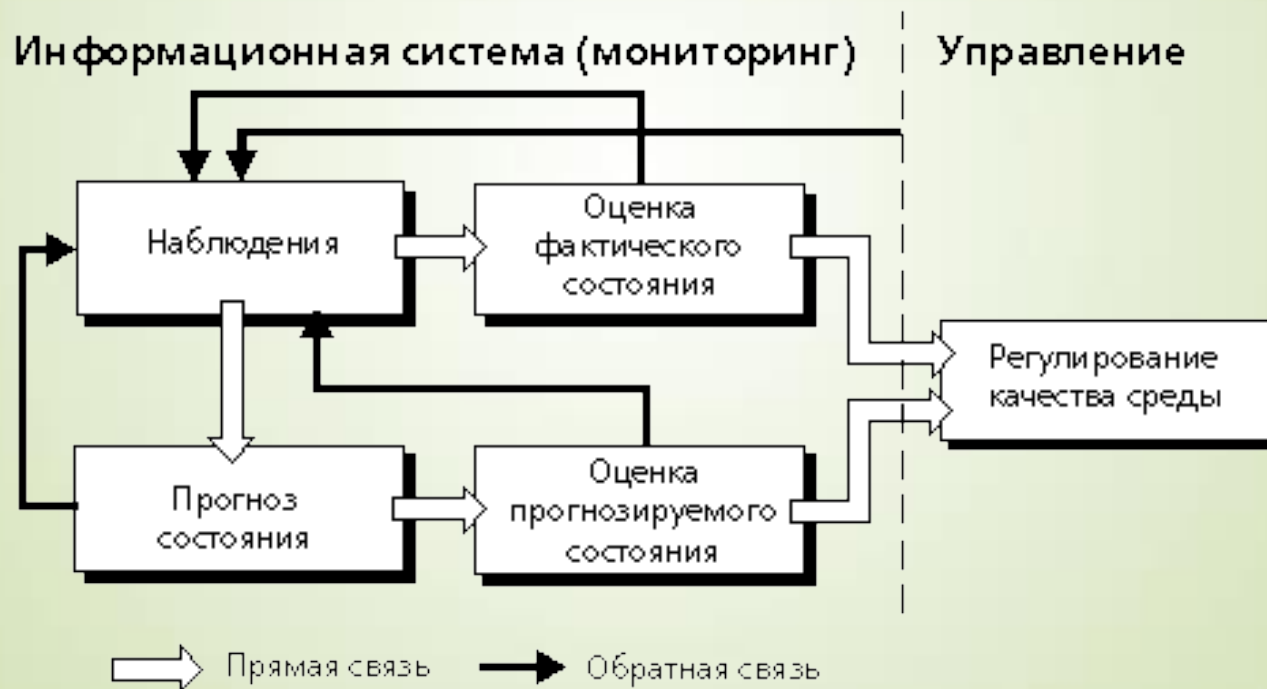 Информационная система (мониторинг)
Управление
Наблюдения
Оценка
фактического
состояния
Регулирование
качества среды
Прогноз
состояния
Оценка
прогнозируемого
состояния
Прямая связь
Обратная связь